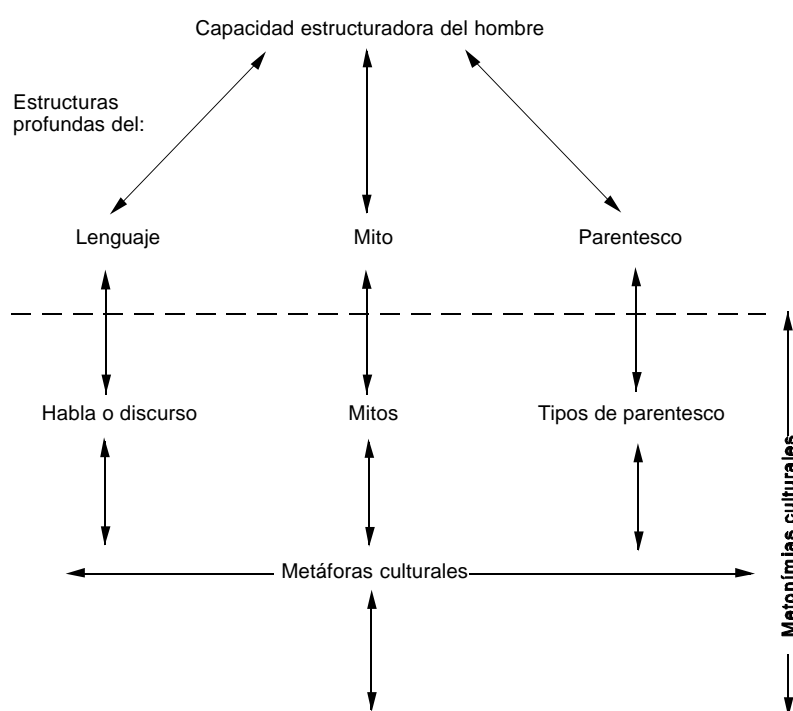 Capacidad estructuradora del hombre
Estructuras
profundas del:
Lenguaje
Mito
Parentesco
Habla o discurso
Mitos
Tipos de parentesco
Metáforas culturales
Metonímias culturales